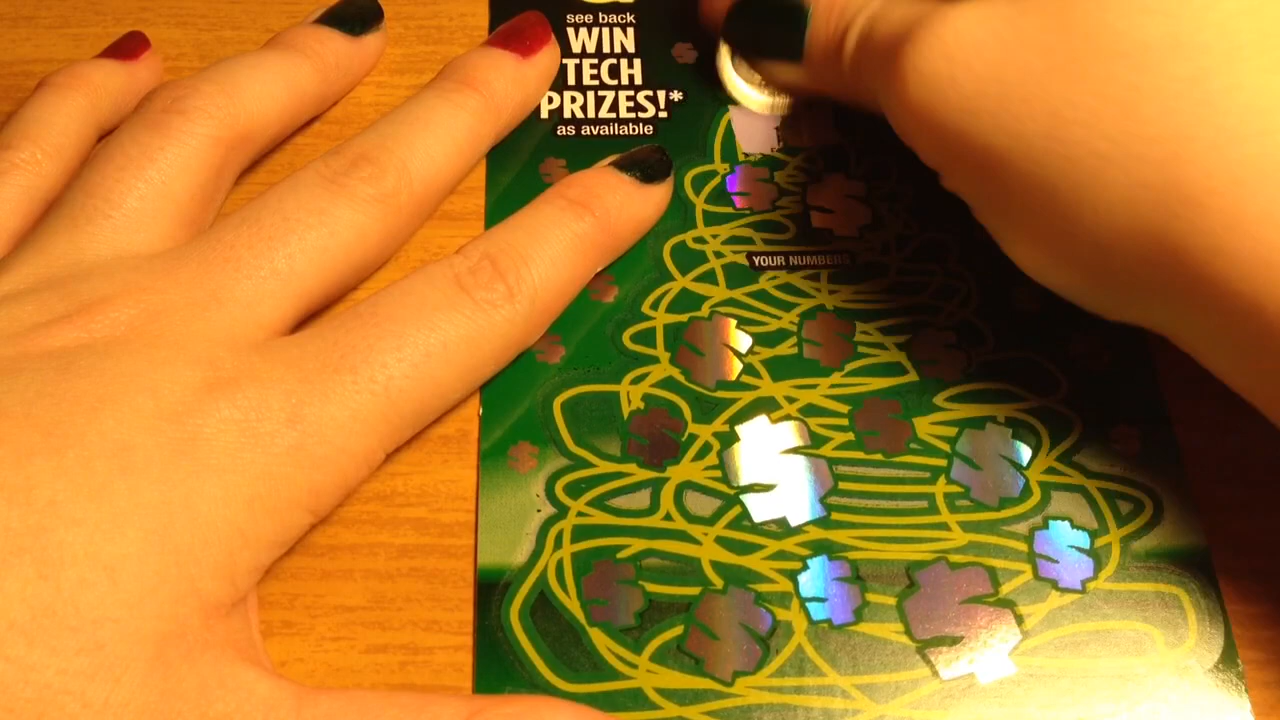 see back
WIN
TECH
PRIZES!*
as available
YOUR NUMBERS